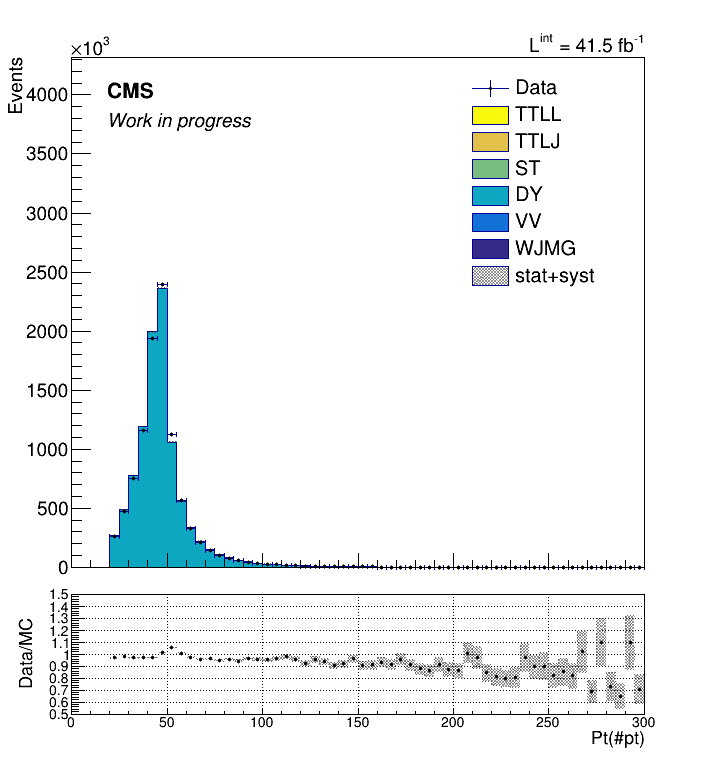 ×10³
L^int = 41.5 fb⁻¹
Events
CMS
Work in progress
Data
TTLL
TTLJ
ST
DY
VV
WJMG
stat+syst
4000
3500
3000
2500
2000
1500
1000
500
0
Data/MC
1.5
1.4
1.3
1.2
1.1
1
0.9
0.8
0.7
0.6
0.5
0 50 100 150 200 250 300
Pt(#pt)